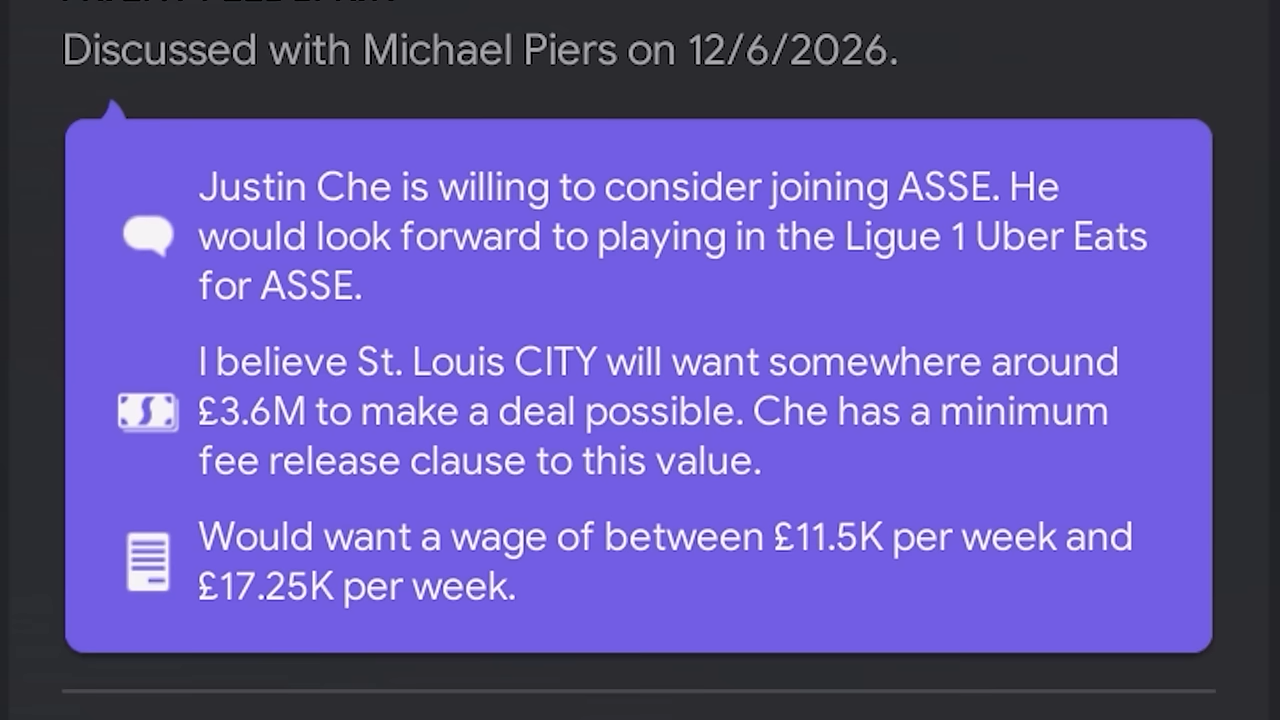 Discussed with Michael Piers on 12/6/2026.
Justin Che is willing to consider joining ASSE. He
would look forward to playing in the Ligue 1 Uber Eats
for ASSE.
I believe St. Louis CITY will want somewhere around
£3.6M to make a deal possible. Che has a minimum
fee release clause to this value.
Would want a wage of between £11.5K per week and
£17.25K per week.